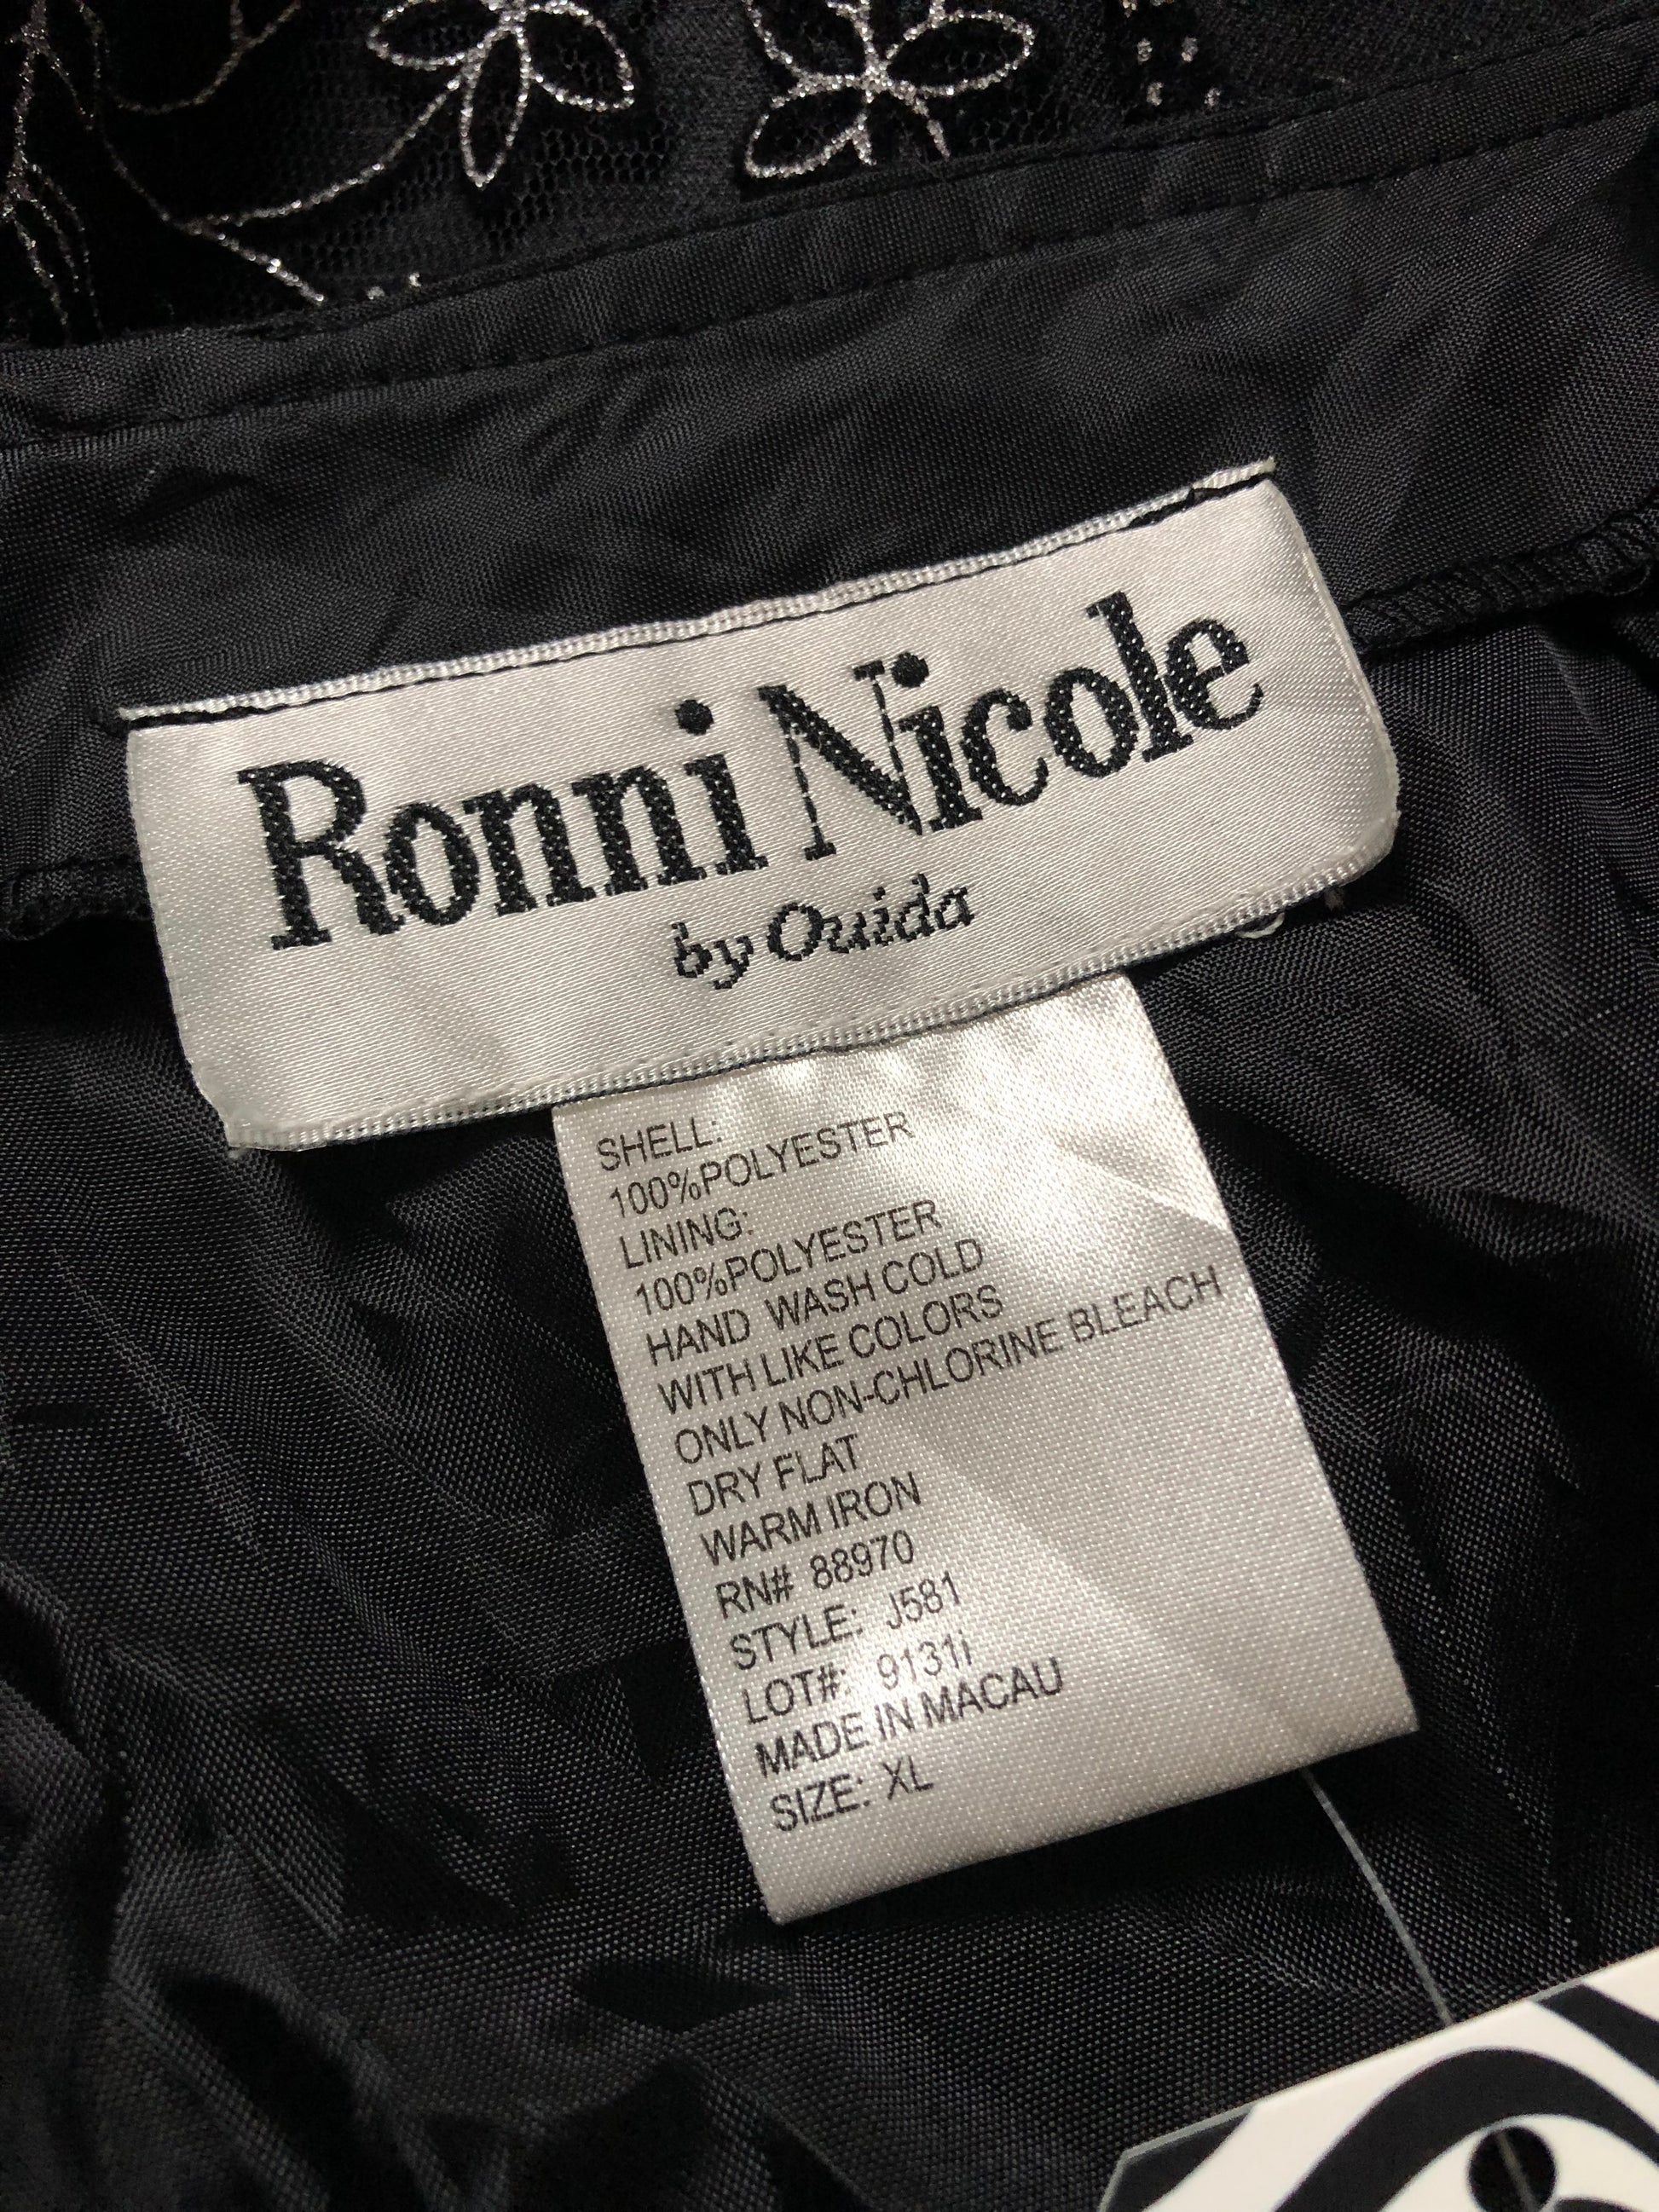 Ronni Nicole
by Ouida
SHELL:
100%POLYESTER
LINING:
100%POLYESTER
HAND WASH COLD
WITH LIKE COLORS
ONLY NON-CHLORINE BLEACH
DRY FLAT
WARM IRON
RN# 88970
STYLE: J581
LOT#: 9131i
MADE IN MACAU
SIZE: XL